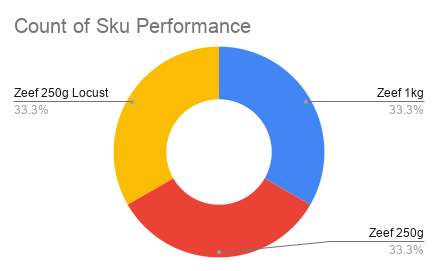 Count of Sku Performance
Zeef 250g Locust
33.3%
Zeef 1kg
33.3%
Zeef 250g
33.3%